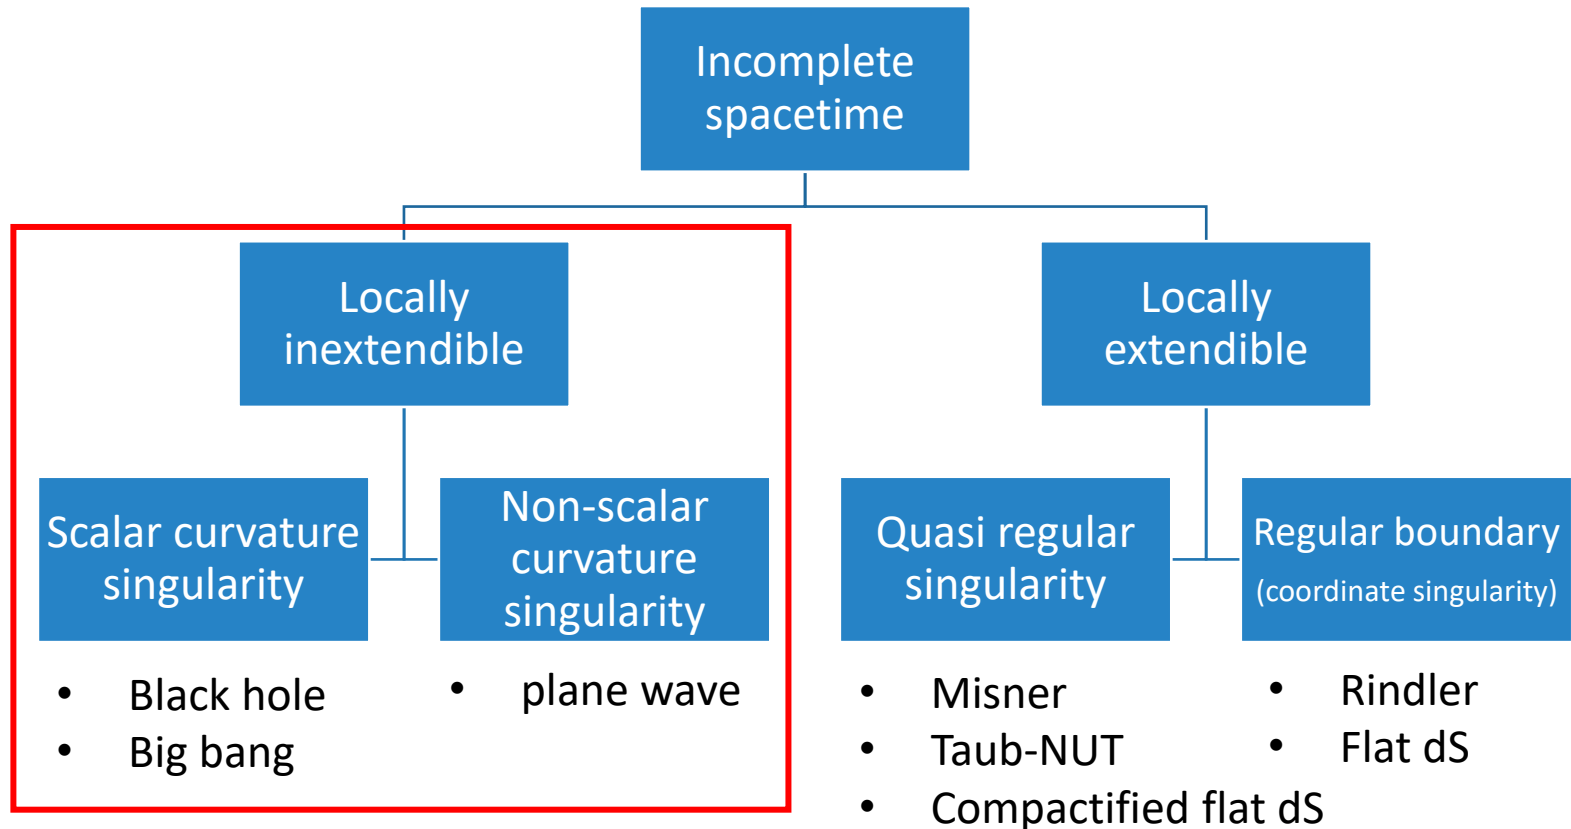 Incomplete
spacetime
Locally
inextendible
Locally
extendible
Scalar curvature
singularity
Non-scalar
curvature
singularity
Quasi regular
singularity
Regular boundary
(coordinate singularity)
• Black hole
• Big bang
• plane wave
• Misner
• Taub-NUT
• Compactified flat dS
• Rindler
• Flat dS